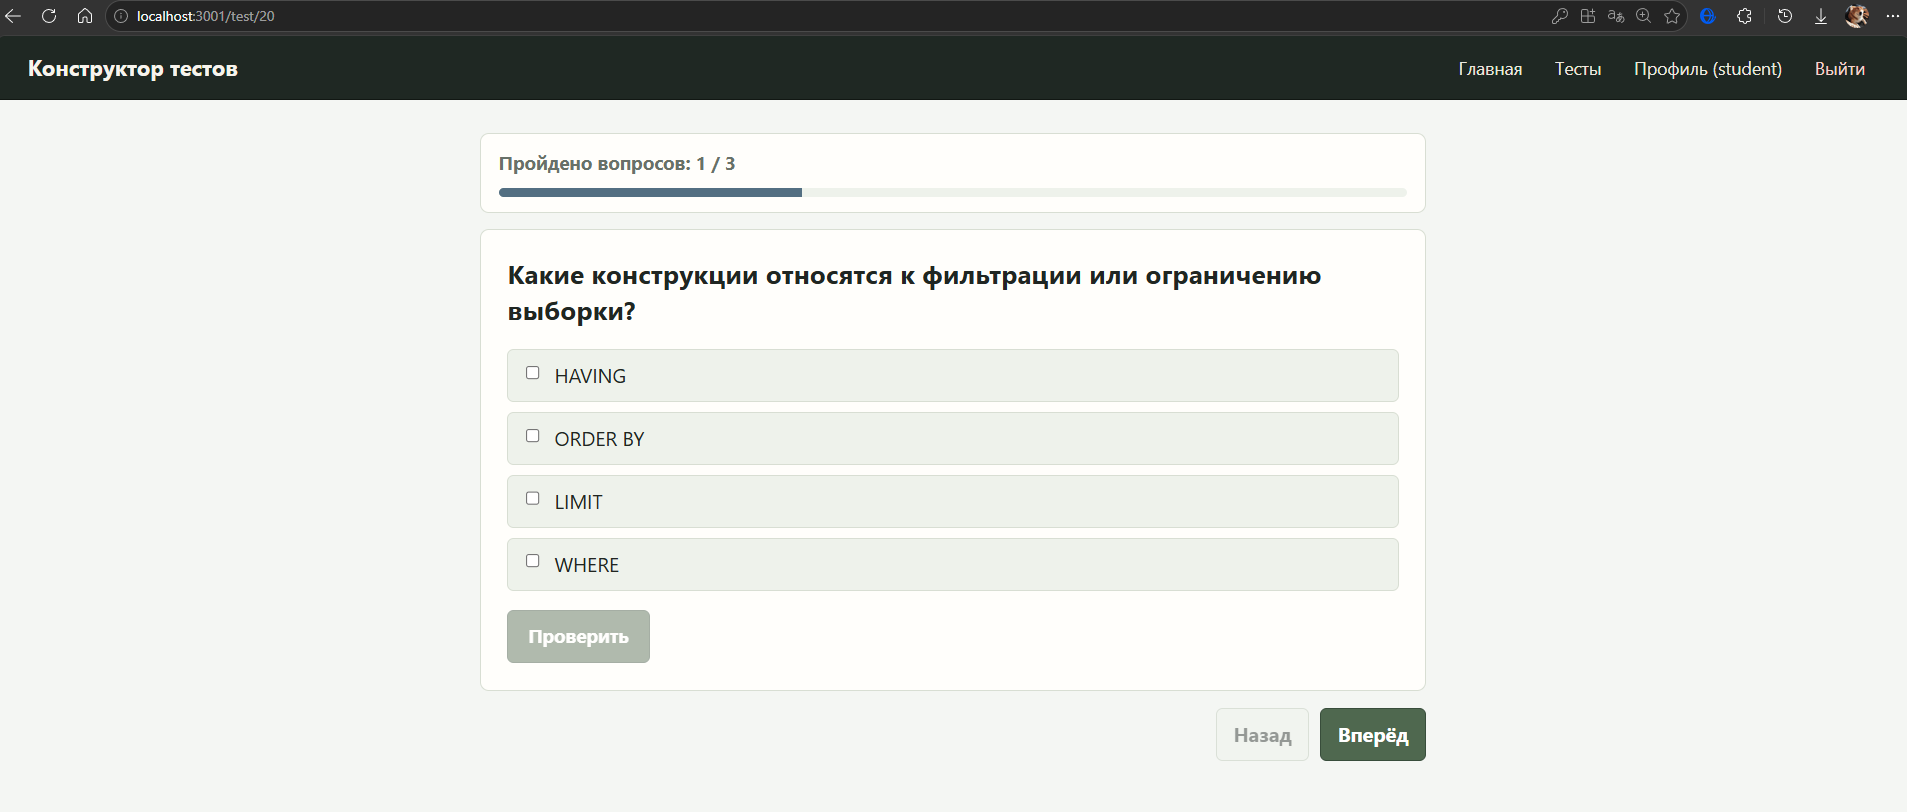 localhost:3001/test/20
Конструктор тестов
Главная Тесты Профиль (student) Выйти
Пройдено вопросов: 1 / 3
Какие конструкции относятся к фильтрации или ограничению
выборки?
HAVING
ORDER BY
LIMIT
WHERE
Проверить
Назад Вперёд